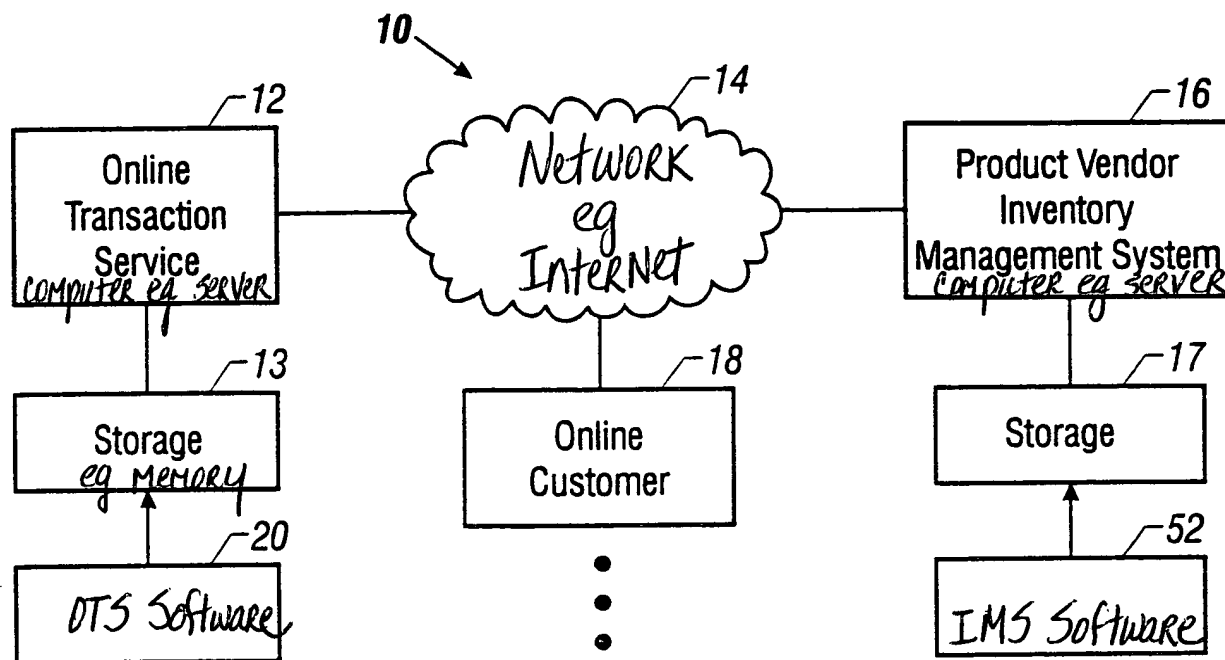 10
12
14
16
Online
Transaction
Service
computer eg server
Network
eg
Internet
Product Vendor
Inventory
Management System
computer eg server
13
18
17
Storage
eg memory
Online
Customer
Storage
20
52
OTS Software
IMS Software